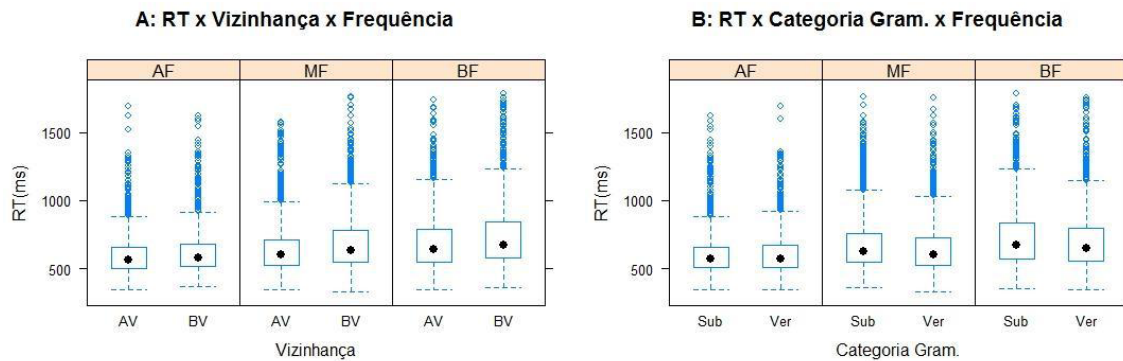 A: RT x Vizinhança x Frequência
AF MF BF
RT(ms)
1500
1000
500
AV BV AV BV AV BV
Vizinhança
B: RT x Categoria Gram. x Frequência
AF MF BF
RT(ms)
1500
1000
500
Sub Ver Sub Ver Sub Ver
Categoria Gram.